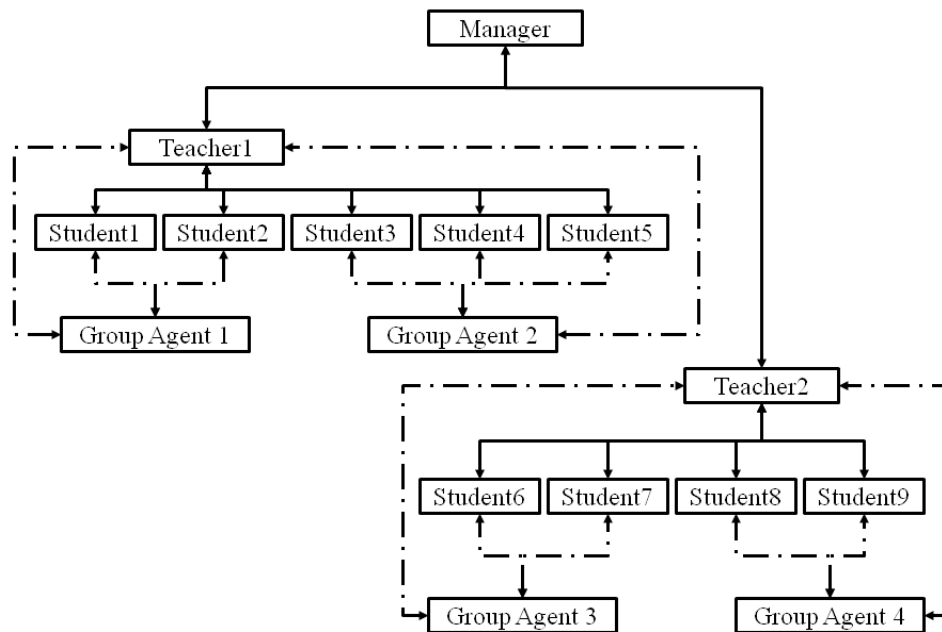 Manager
Teacher1
Student1 Student2 Student3 Student4 Student5
Group Agent 1 Group Agent 2
Teacher2
Student6 Student7 Student8 Student9
Group Agent 3 Group Agent 4